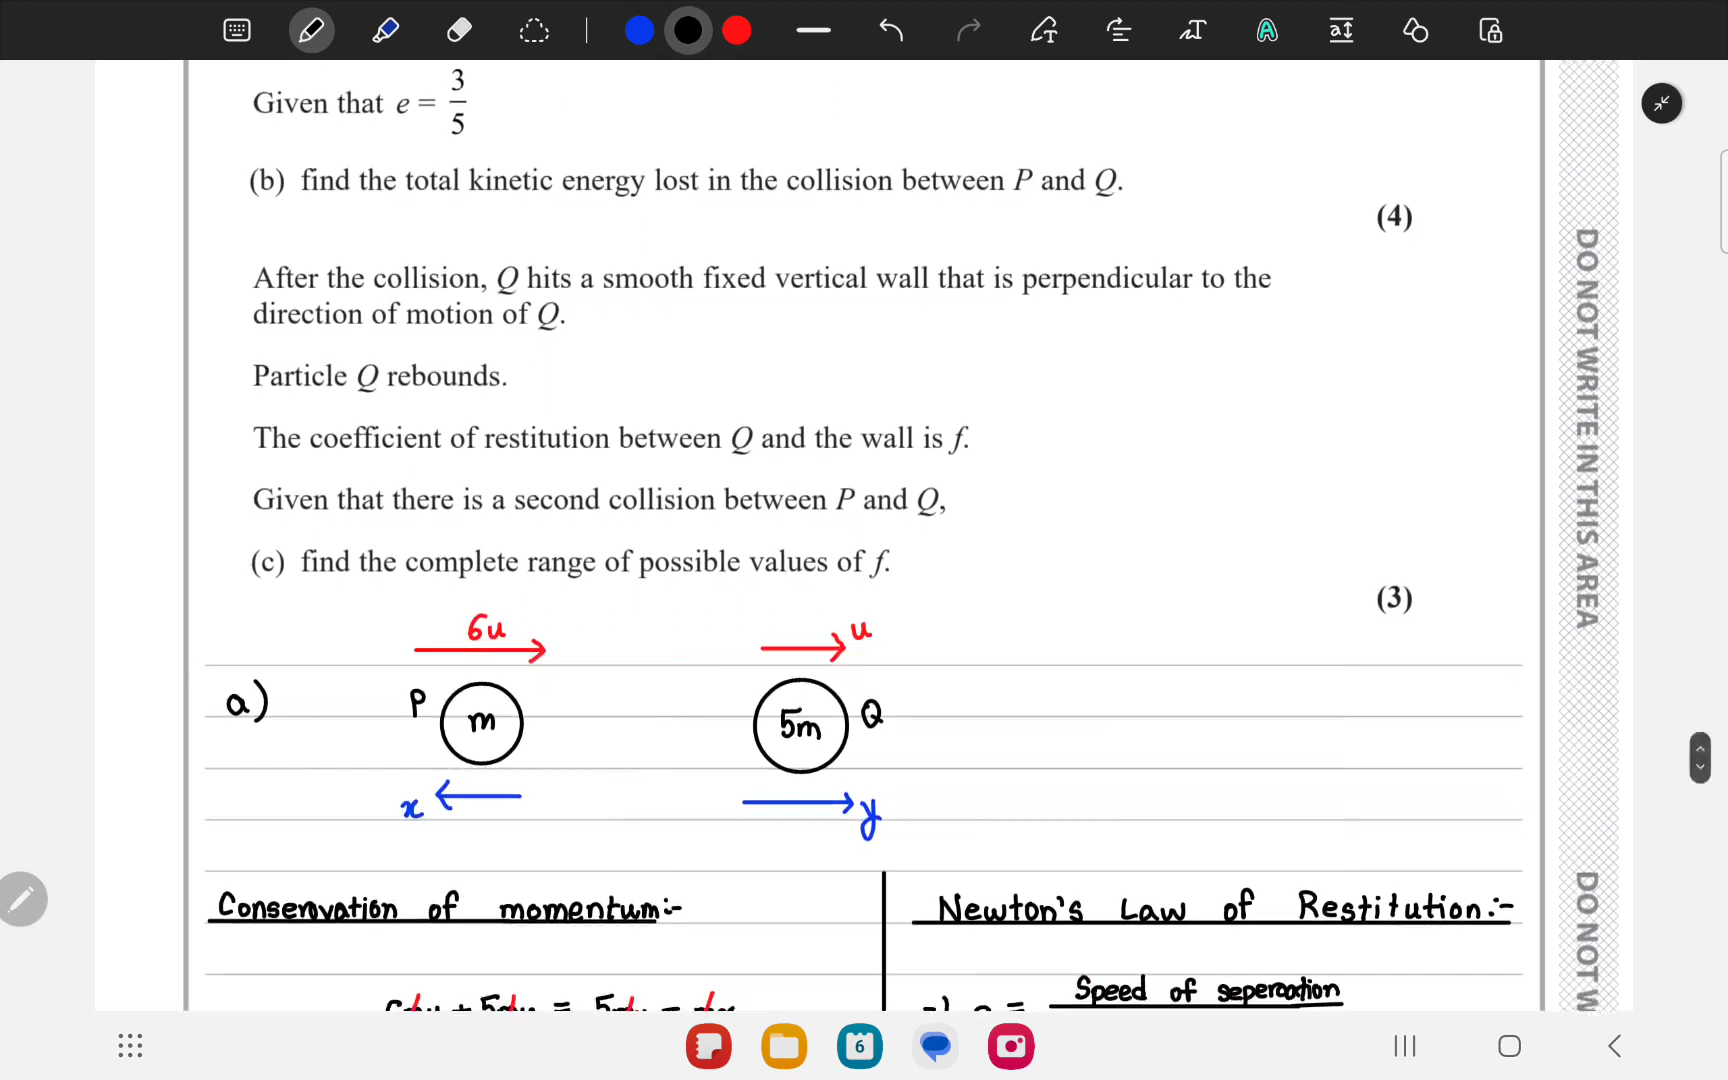 Given that e = 3/5
(b) find the total kinetic energy lost in the collision between P and Q.
(4)
After the collision, Q hits a smooth fixed vertical wall that is perpendicular to the
direction of motion of Q.
Particle Q rebounds.
The coefficient of restitution between Q and the wall is f.
Given that there is a second collision between P and Q,
(c) find the complete range of possible values of f.
(3)
6u u
a) P m 5m Q
x y
Conservation of momentum:-
Newton's Law of Restitution:-
Speed of seperation
DO NOT WRITE IN THIS AREA
DO NOT W
6